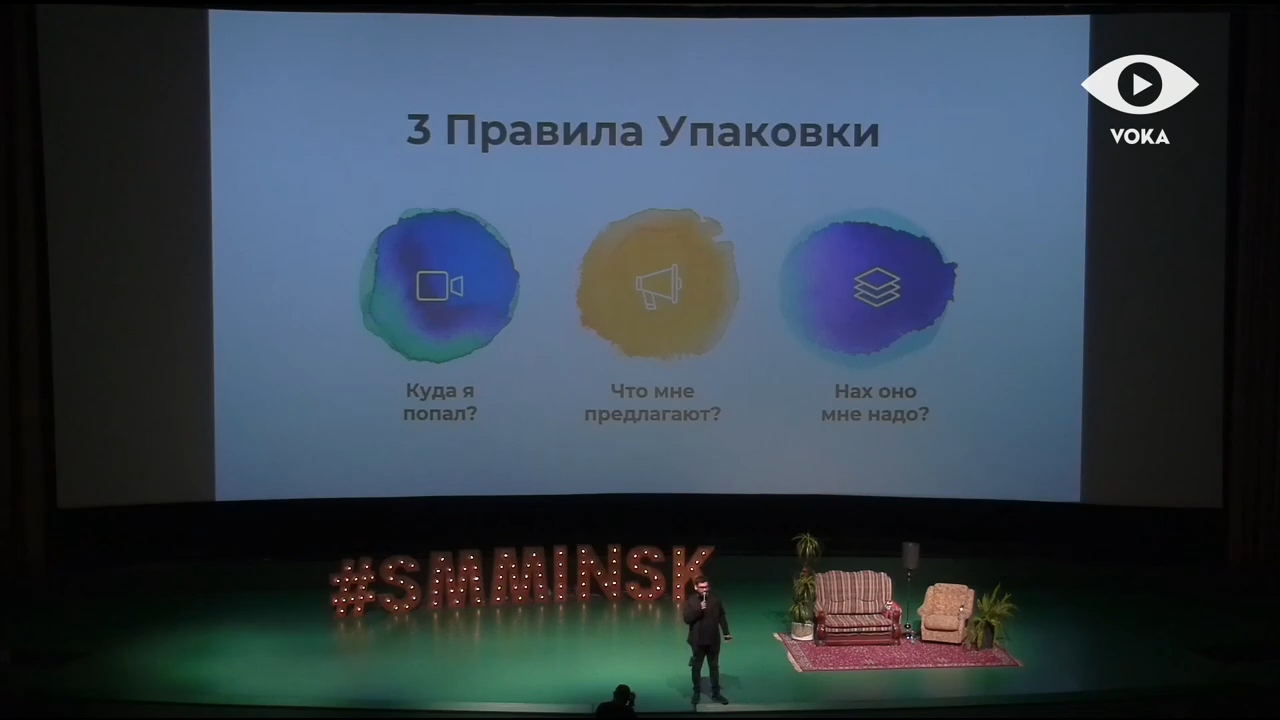 3 Правила Упаковки
VOKA
Куда я
попал?
Что мне
предлагают?
Нах оно
мне надо?
#SMMINSK